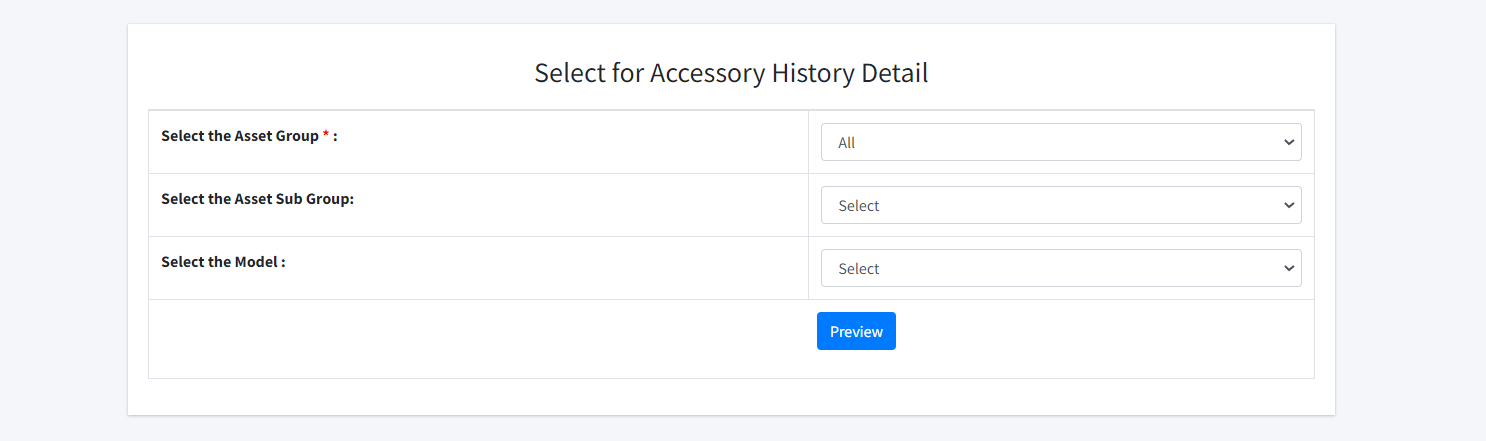 Select for Accessory History Detail
Select the Asset Group * :
All
Select the Asset Sub Group:
Select
Select the Model :
Select
Preview